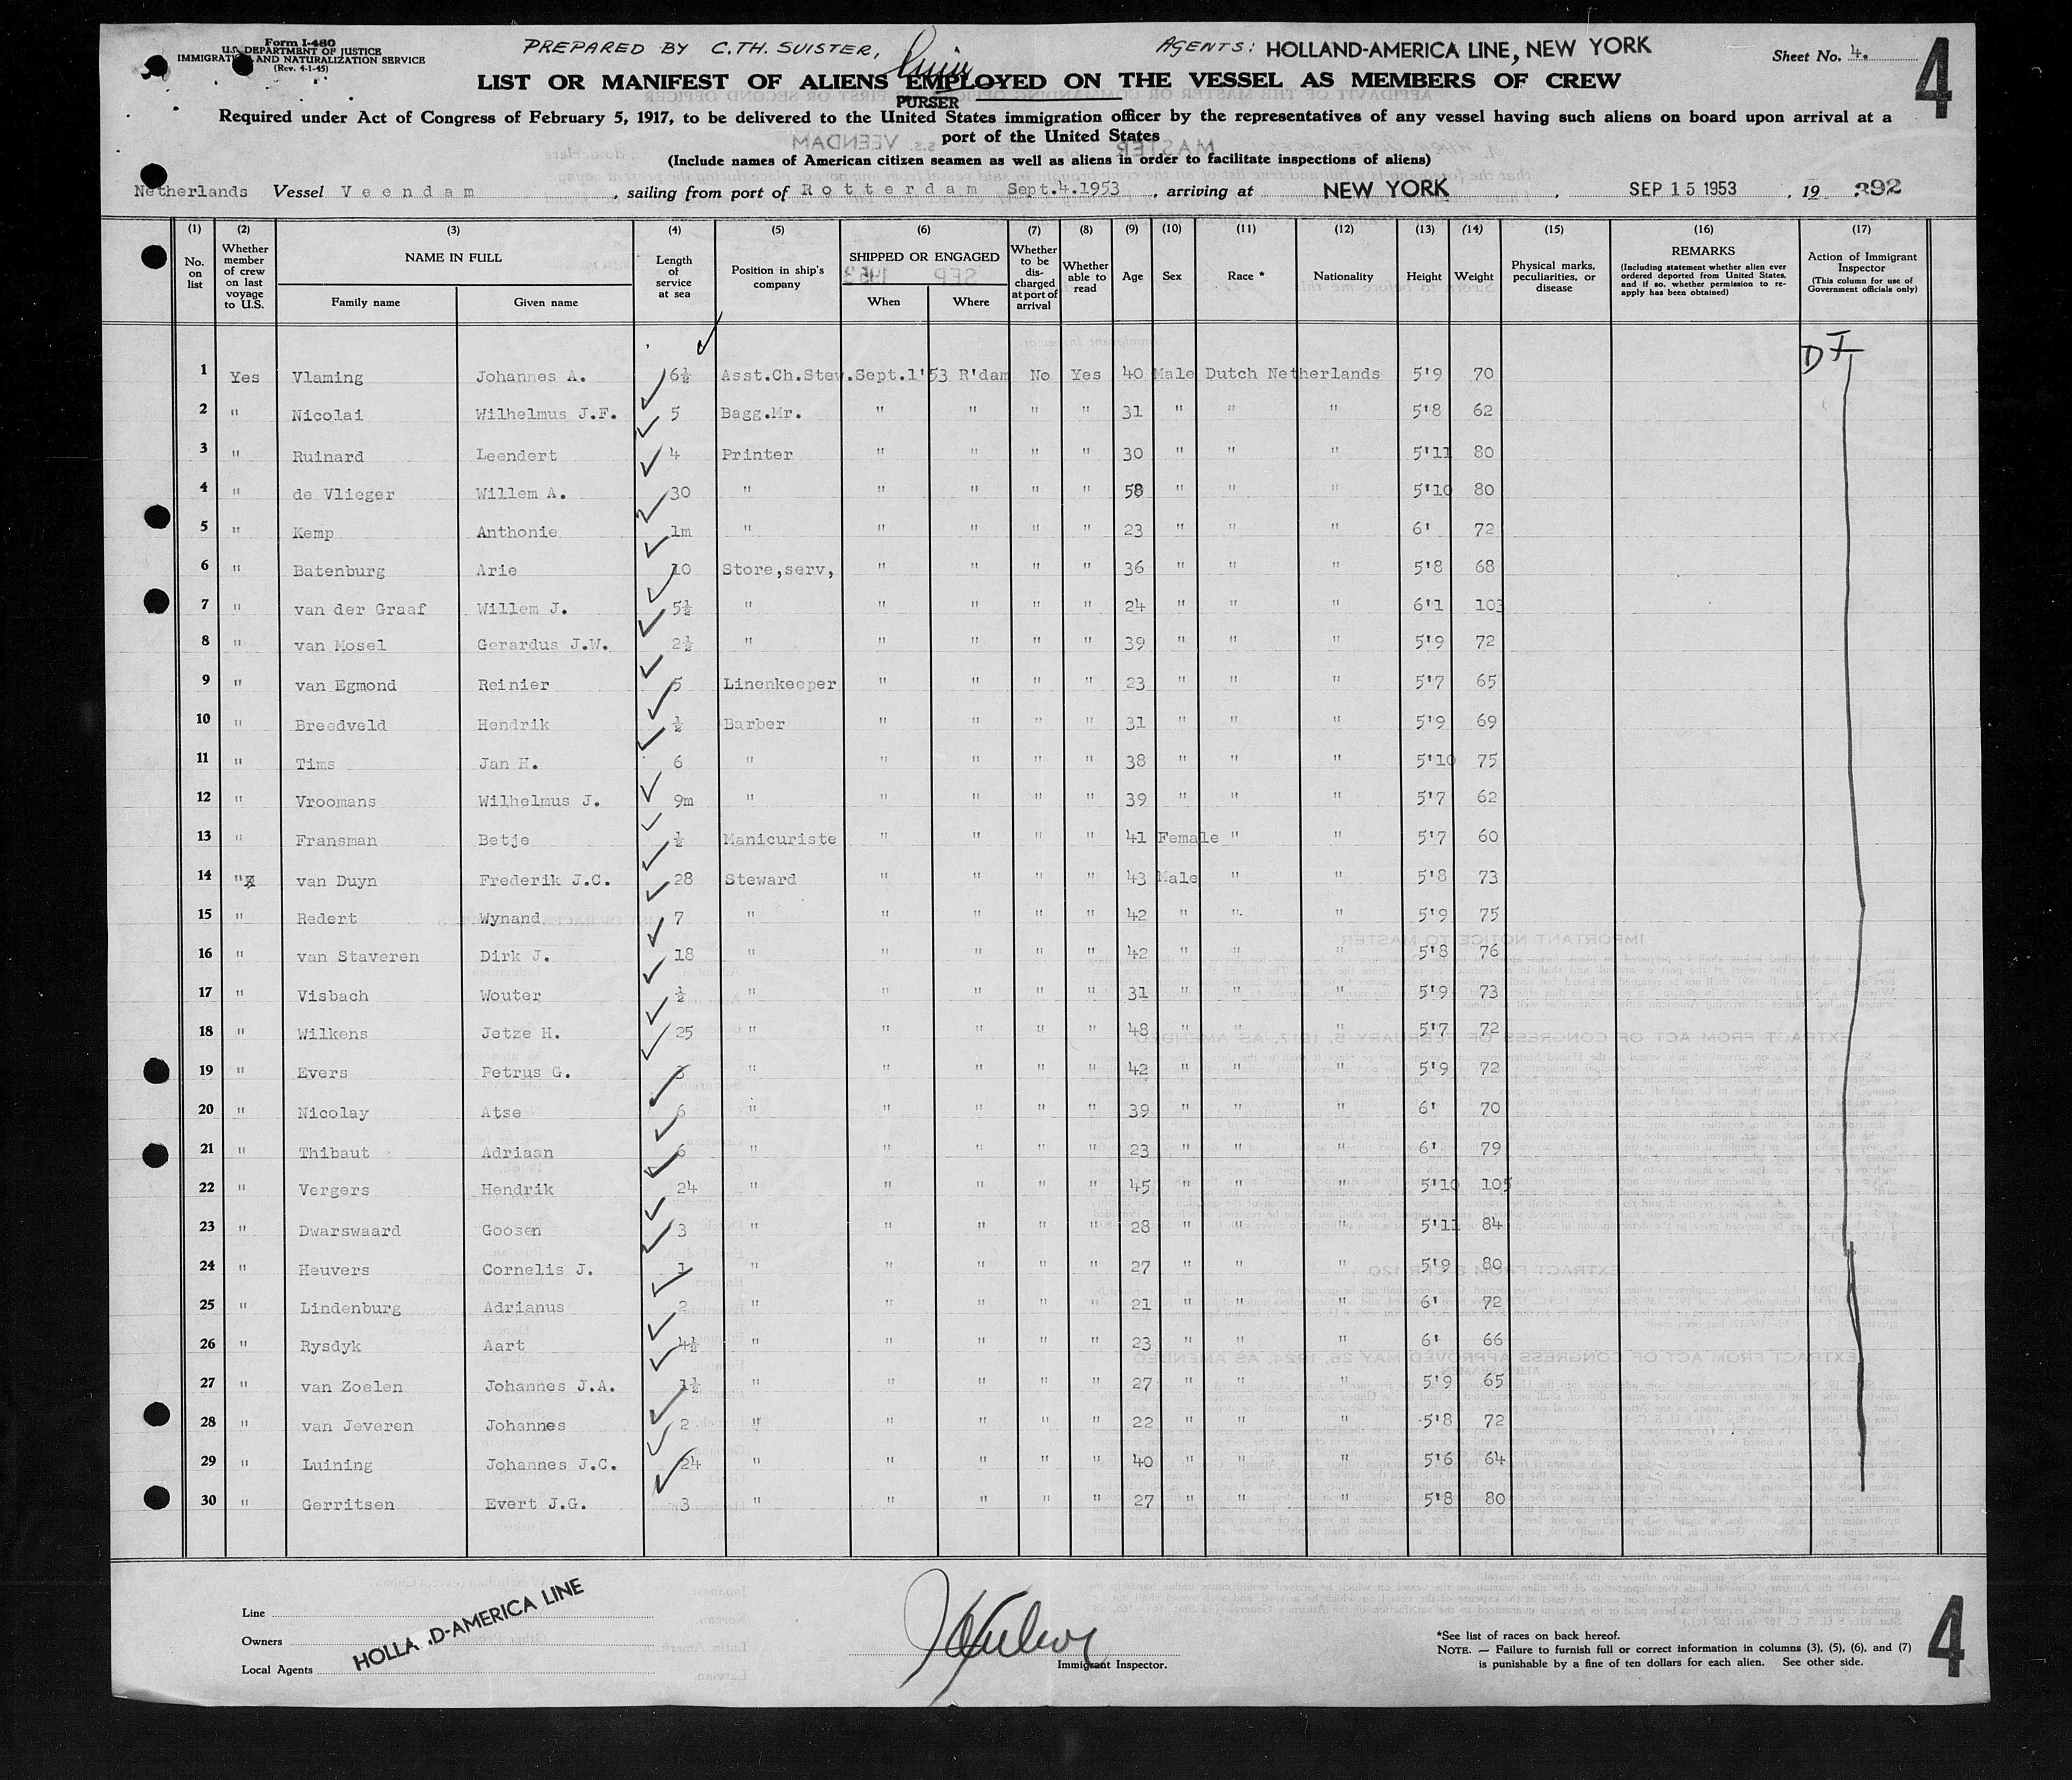 Form I-480
U.S. DEPARTMENT OF JUSTICE
IMMIGRATION AND NATURALIZATION SERVICE
(Rev. 4-1-45)
PREPARED BY C.TH. SUISTER,
PURSER
AGENTS: HOLLAND-AMERICA LINE, NEW YORK
Sheet No. 4.
4
LIST OR MANIFEST OF ALIENS EMPLOYED ON THE VESSEL AS MEMBERS OF CREW
Required under Act of Congress of February 5, 1917, to be delivered to the United States immigration officer by the representatives of any vessel having such aliens on board upon arrival at a
port of the United States
(Include names of American citizen seamen as well as aliens in order to facilitate inspections of aliens)
Netherlands Vessel Veendam, sailing from port of Rotterdam Sept.4.1953, arriving at NEW YORK, SEP 15 1953, 19 392
(1) No. on list
(2) Whether member of crew on last voyage to U.S.
(3) NAME IN FULL Family name Given name
(4) Length of service at sea
(5) Position in ship's company
(6) SHIPPED OR ENGAGED When Where
(7) Whether to be discharged at port of arrival
(8) Whether able to read
(9) Age
(10) Sex
(11) Race *
(12) Nationality
(13) Height
(14) Weight
(15) Physical marks, peculiarities, or disease
(16) REMARKS (Including statement whether alien ever ordered deported from United States, and if so, whether permission to re-apply has been obtained)
(17) Action of Immigrant Inspector (This column for use of Government officials only)
1 Yes Vlaming Johannes A. 6½ Asst.Ch.Stew. Sept.1'53 R'dam No Yes 40 Male Dutch Netherlands 5'9 70
2 " Nicolai Wilhelmus J.F. 5 Bagg.Mr. " " " " 31 " " " 5'8 62
3 " Ruinard Leendert 4 Printer " " " " 30 " " " 5'11 80
4 " de Vlieger Willem A. 30 " " " " " 58 " " " 5'10 80
5 " Kemp Anthonie 1m " " " " " 23 " " " 6' 72
6 " Batenburg Arie 10 Store,serv, " " " " 36 " " " 5'8 68
7 " van der Graaf Willem J. 5½ " " " " " 24 " " " 6'1 103
8 " van Mosel Gerardus J.W. 2½ " " " " " 39 " " " 5'9 72
9 " van Egmond Reinier 5 Linenkeeper " " " " 23 " " " 5'7 65
10 " Breedveld Hendrik ½ Barber " " " " 31 " " " 5'9 69
11 " Tims Jan H. 6 " " " " " 38 " " " 5'10 75
12 " Vroomans Wilhelmus J. 9m " " " " " 39 " " " 5'7 62
13 " Fransman Betje ½ Manicuriste " " " " 41 Female " " 5'7 60
14 " van Duyn Frederik J.C. 28 Steward " " " " 43 Male " " 5'8 73
15 " Redert Wynand 7 " " " " " 42 " " " 5'9 75
16 " van Staveren Dirk J. 18 " " " " " 42 " " " 5'8 76
17 " Visbach Wouter ½ " " " " " 31 " " " 5'9 73
18 " Wilkens Jetze H. 25 " " " " " 48 " " " 5'7 72
19 " Evers Petrus G. 3 " " " " " 42 " " " 5'9 72
20 " Nicolay Atse 6 " " " " " 39 " " " 6' 70
21 " Thibaut Adriaan 6 " " " " " 23 " " " 6' 79
22 " Vergers Hendrik 24 " " " " " 45 " " " 5'10 105
23 " Dwarswaard Goosen 3 " " " " " 28 " " " 5'11 84
24 " Heuvers Cornelis J. 1 " " " " " 27 " " " 5'9 80
25 " Lindenburg Adrianus 2 " " " " " 21 " " " 6' 72
26 " Rysdyk Aart 4½ " " " " " 23 " " " 6' 66
27 " van Zoelen Johannes J.A. 1½ " " " " " 27 " " " 5'9 65
28 " van Jeveren Johannes 2 " " " " " 22 " " " 5'8 72
29 " Luining Johannes J.C. 24 " " " " " 40 " " " 5'6 64
30 " Gerritsen Evert J.G. 3 " " " " " 27 " " " 5'8 80
Line
Owners
Local Agents
HOLLA D-AMERICA LINE
Immigrant Inspector.
*See list of races on back hereof.
NOTE. — Failure to furnish full or correct information in columns (3), (5), (6), and (7)
is punishable by a fine of ten dollars for each alien. See other side.
4